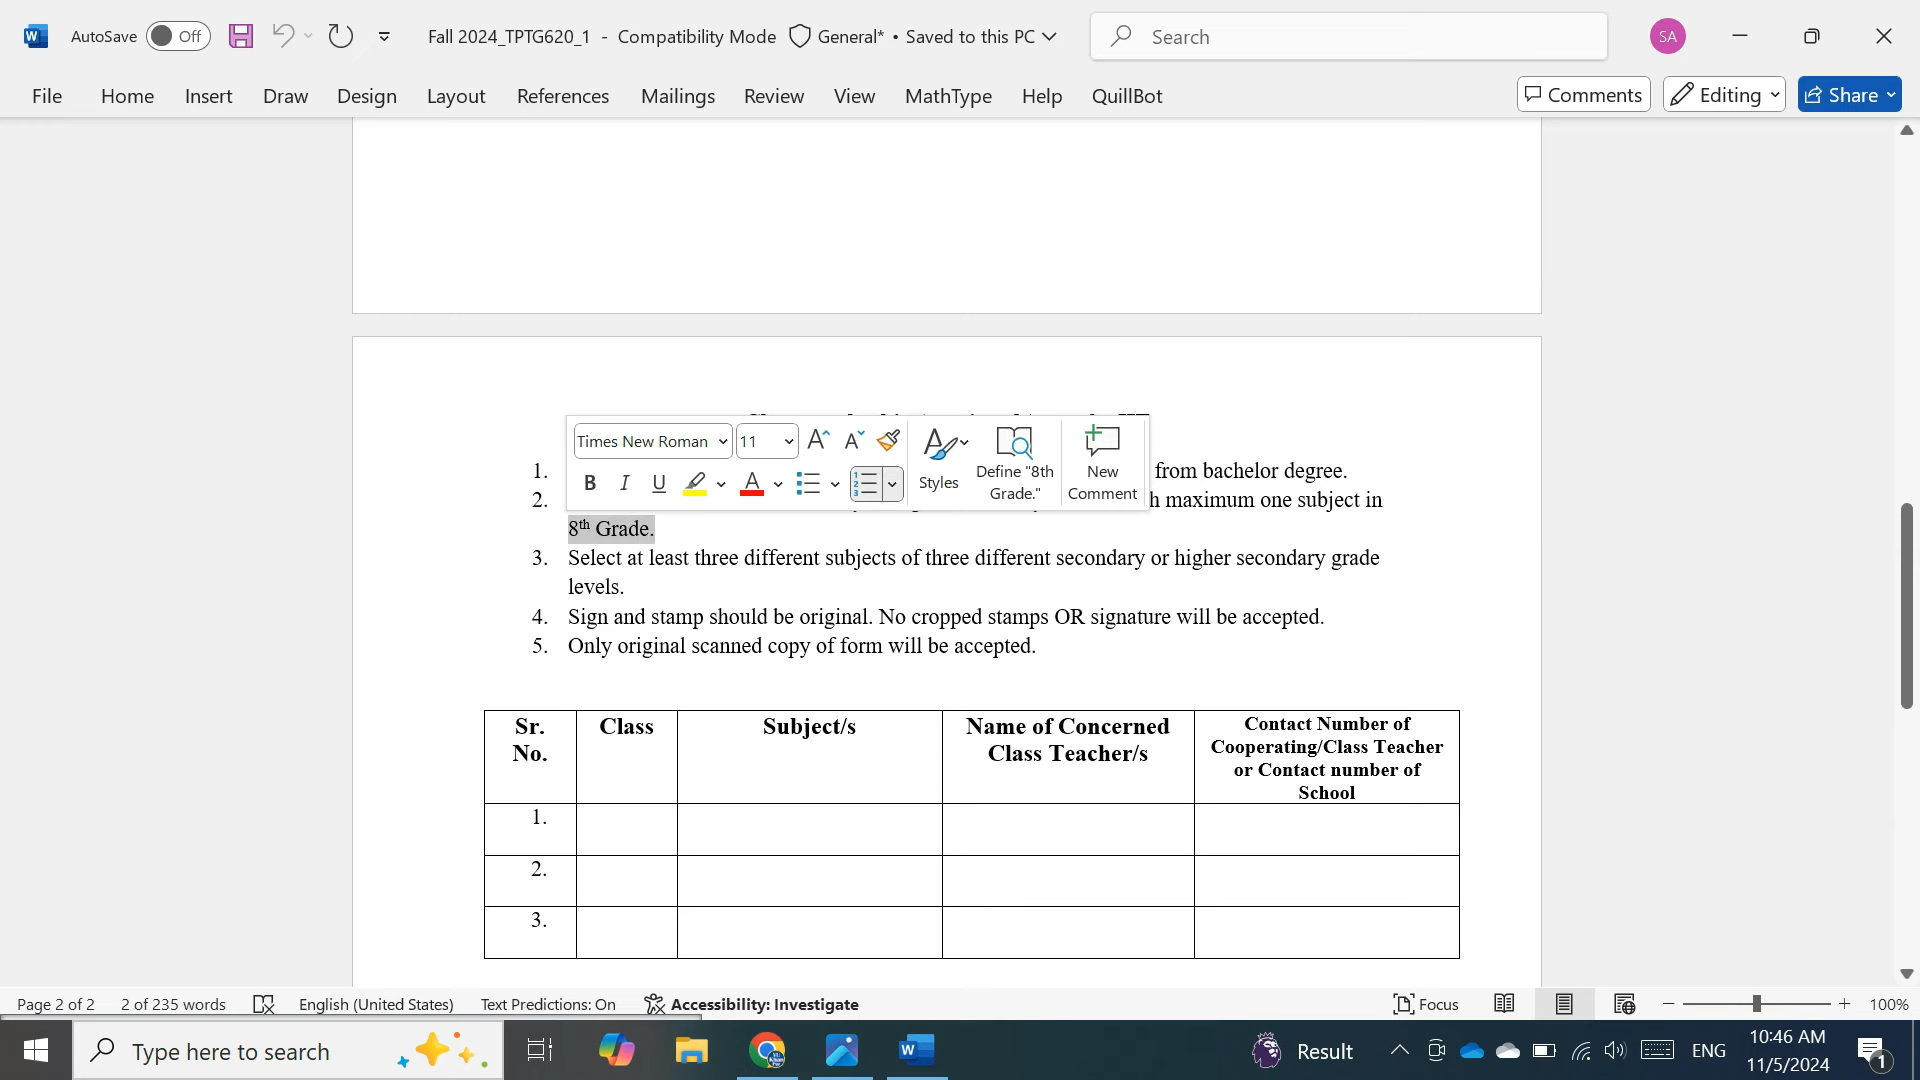 AutoSave Off Fall 2024_TPTG620_1 - Compatibility Mode General* • Saved to this PC Search SA
File Home Insert Draw Design Layout References Mailings Review View MathType Help QuillBot Comments Editing Share
Times New Roman 11
Styles
Define "8th
Grade."
New
Comment
B I U
1. from bachelor degree.
2. maximum one subject in
8th Grade.
3. Select at least three different subjects of three different secondary or higher secondary grade
levels.
4. Sign and stamp should be original. No cropped stamps OR signature will be accepted.
5. Only original scanned copy of form will be accepted.
Sr.
No.
Class
Subject/s
Name of Concerned
Class Teacher/s
Contact Number of
Cooperating/Class Teacher
or Contact number of
School
1.
2.
3.
Page 2 of 2 2 of 235 words English (United States) Text Predictions: On Accessibility: Investigate Focus 100%
Type here to search Result ENG
10:46 AM
11/5/2024
1